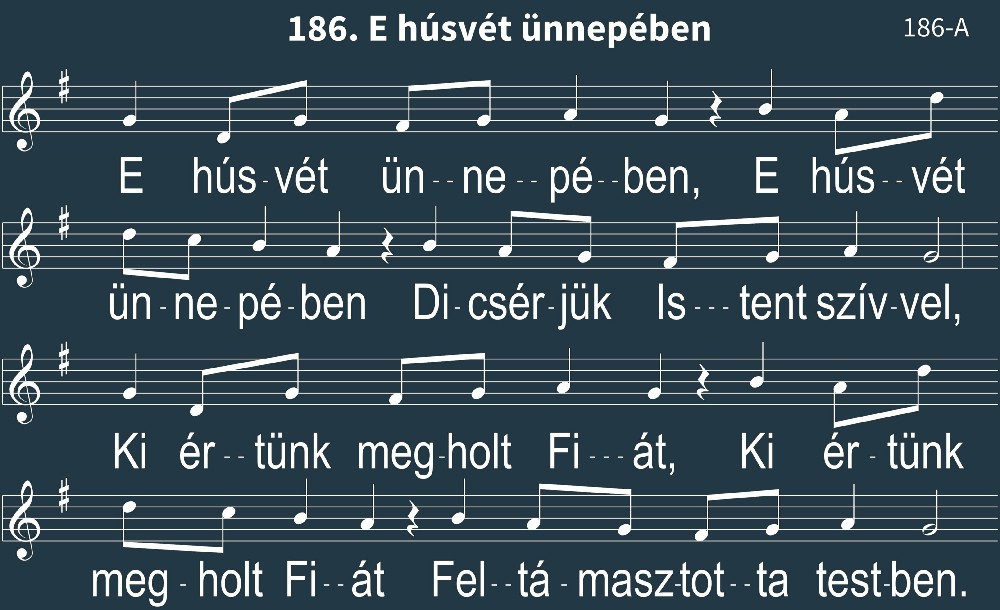 186. E húsvét ünnepében
186-A
E hús-vét ün--ne--pé--ben, E hús--vét
ün-ne-pé-ben Di-csér-jük Is---tent szív-vel,
Ki ér--tünk meg-holt Fi---át, Ki ér-tünk
meg-holt Fi--át Fel--tá-masz-tot--ta test-ben.